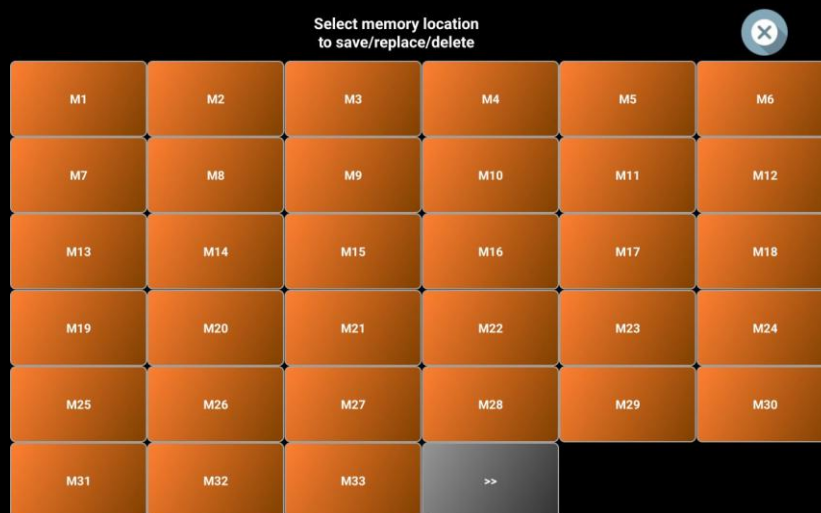 Select memory location
to save/replace/delete
M1 M2 M3 M4 M5 M6
M7 M8 M9 M10 M11 M12
M13 M14 M15 M16 M17 M18
M19 M20 M21 M22 M23 M24
M25 M26 M27 M28 M29 M30
M31 M32 M33 >>